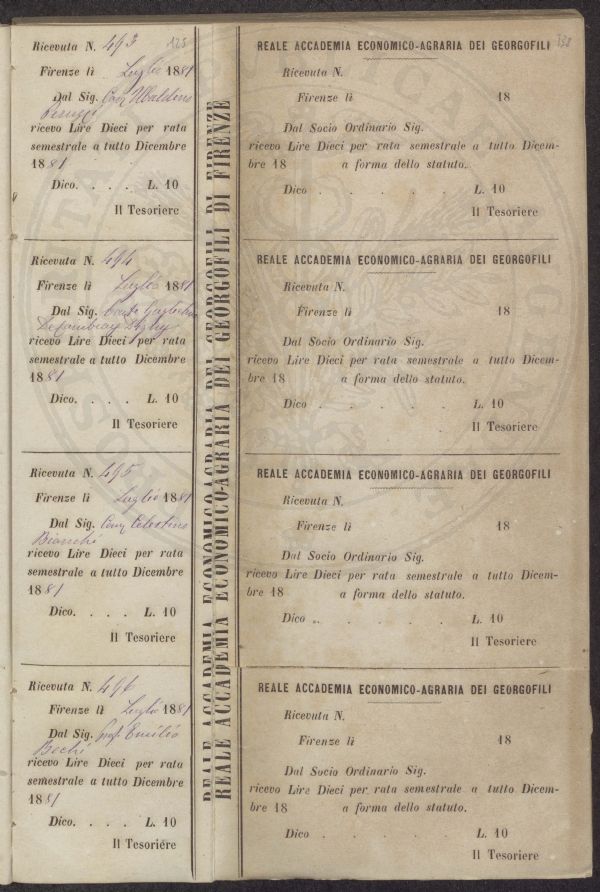 Ricevuta N. 493
Firenze lì Luglio 1881
Dal Sig. Ubaldino
Peruzzi
ricevo Lire Dieci per rata
semestrale a tutto Dicembre
1881
Dico. . . . L. 10
Il Tesoriere
Ricevuta N. 494
Firenze lì Luglio 1881
Dal Sig.
ricevo Lire Dieci per rata
semestrale a tutto Dicembre
1881
Dico. . . . L. 10
Il Tesoriere
Ricevuta N. 495
Firenze lì Luglio 1881
Dal Sig. Celestino
Bianchi
ricevo Lire Dieci per rata
semestrale a tutto Dicembre
1881
Dico. . . . L. 10
Il Tesoriere
Ricevuta N. 496
Firenze lì Luglio 1881
Dal Sig. Prof. Emilio
Bechi
ricevo Lire Dieci per rata
semestrale a tutto Dicembre
1881
Dico. . . . L. 10
Il Tesoriere
REALE ACCADEMIA ECONOMICO-AGRARIA DEI GEORGOFILI DI FIRENZE
REALE ACCADEMIA ECONOMICO-AGRARIA DEI GEORGOFILI DI FIRENZE
REALE ACCADEMIA ECONOMICO-AGRARIA DEI GEORGOFILI
Ricevuta N.
Firenze lì 18
Dal Socio Ordinario Sig.
ricevo Lire Dieci per rata semestrale a tutto Dicem-
bre 18 a forma dello statuto.
Dico . . . . . L. 10
Il Tesoriere
REALE ACCADEMIA ECONOMICO-AGRARIA DEI GEORGOFILI
Ricevuta N.
Firenze lì 18
Dal Socio Ordinario Sig.
ricevo Lire Dieci per rata semestrale a tutto Dicem-
bre 18 a forma dello statuto.
Dico . . . . . L. 10
Il Tesoriere
REALE ACCADEMIA ECONOMICO-AGRARIA DEI GEORGOFILI
Ricevuta N.
Firenze lì 18
Dal Socio Ordinario Sig.
ricevo Lire Dieci per rata semestrale a tutto Dicem-
bre 18 a forma dello statuto.
Dico . . . . . L. 10
Il Tesoriere
REALE ACCADEMIA ECONOMICO-AGRARIA DEI GEORGOFILI
Ricevuta N.
Firenze lì 18
Dal Socio Ordinario Sig.
ricevo Lire Dieci per rata semestrale a tutto Dicem-
bre 18 a forma dello statuto.
Dico . . . . . L. 10
Il Tesoriere